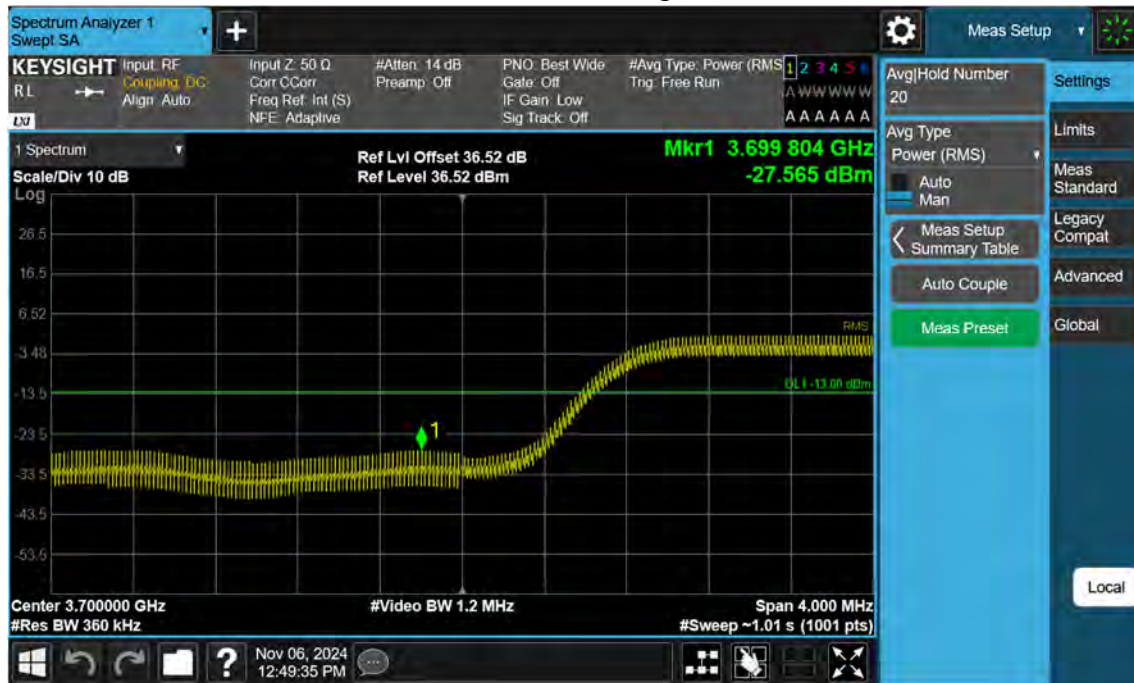 Spectrum Analyzer 1
Swept SA
+
Meas Setup
KEYSIGHT
RL
LXI
Input: RF
Coupling: DC
Align: Auto
Input Z: 50 Ω
Corr CCorr
Freq Ref: Int (S)
NFE: Adaptive
#Atten: 14 dB
Preamp: Off
PNO: Best Wide
Gate: Off
IF Gain: Low
Sig Track: Off
#Avg Type: Power (RMS)
Trig: Free Run
1 2 3 4 5 6
A W W W W W
A A A A A A
1 Spectrum
Scale/Div 10 dB
Log
Ref Lvl Offset 36.52 dB
Ref Level 36.52 dBm
Mkr1 3.699 804 GHz
-27.565 dBm
26.5
16.5
6.52
-3.48
-13.5
-23.5
-33.5
-43.5
-53.5
RMS
DL1 -13.00 dBm
1
Center 3.700000 GHz
#Res BW 360 kHz
#Video BW 1.2 MHz
Span 4.000 MHz
#Sweep ~1.01 s (1001 pts)
Avg|Hold Number
20
Avg Type
Power (RMS)
Auto
Man
Meas Setup
Summary Table
Auto Couple
Meas Preset
Settings
Limits
Meas
Standard
Legacy
Compat
Advanced
Global
Local
?
Nov 06, 2024
12:49:35 PM